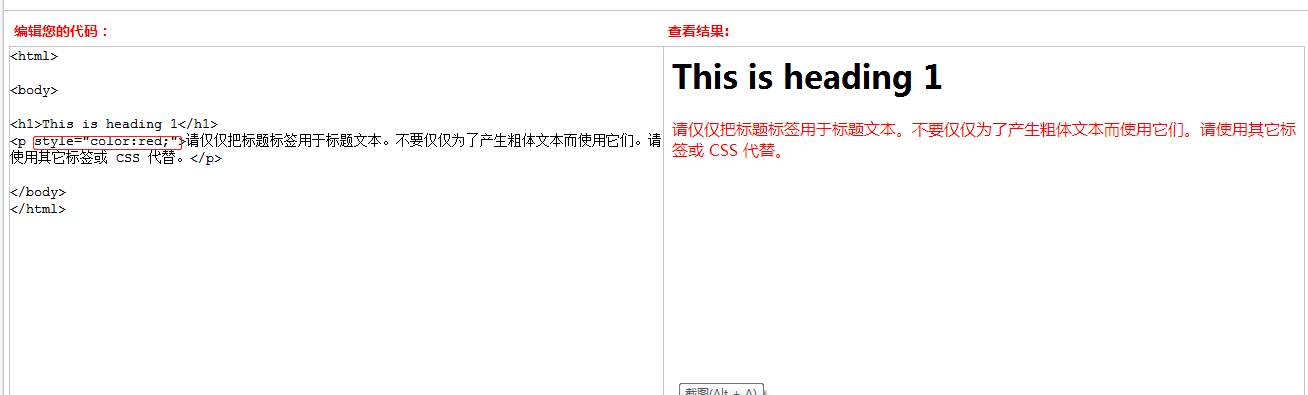 编辑您的代码：
<html>
<body>
<h1>This is heading 1</h1>
<p style="color:red;">请仅仅把标题标签用于标题文本。不要仅仅为了产生粗体文本而使用它们。请
使用其它标签或 CSS 代替。</p>
</body>
</html>
查看结果:
This is heading 1
请仅仅把标题标签用于标题文本。不要仅仅为了产生粗体文本而使用它们。请使用其它标
签或 CSS 代替。
截图(Alt + A)